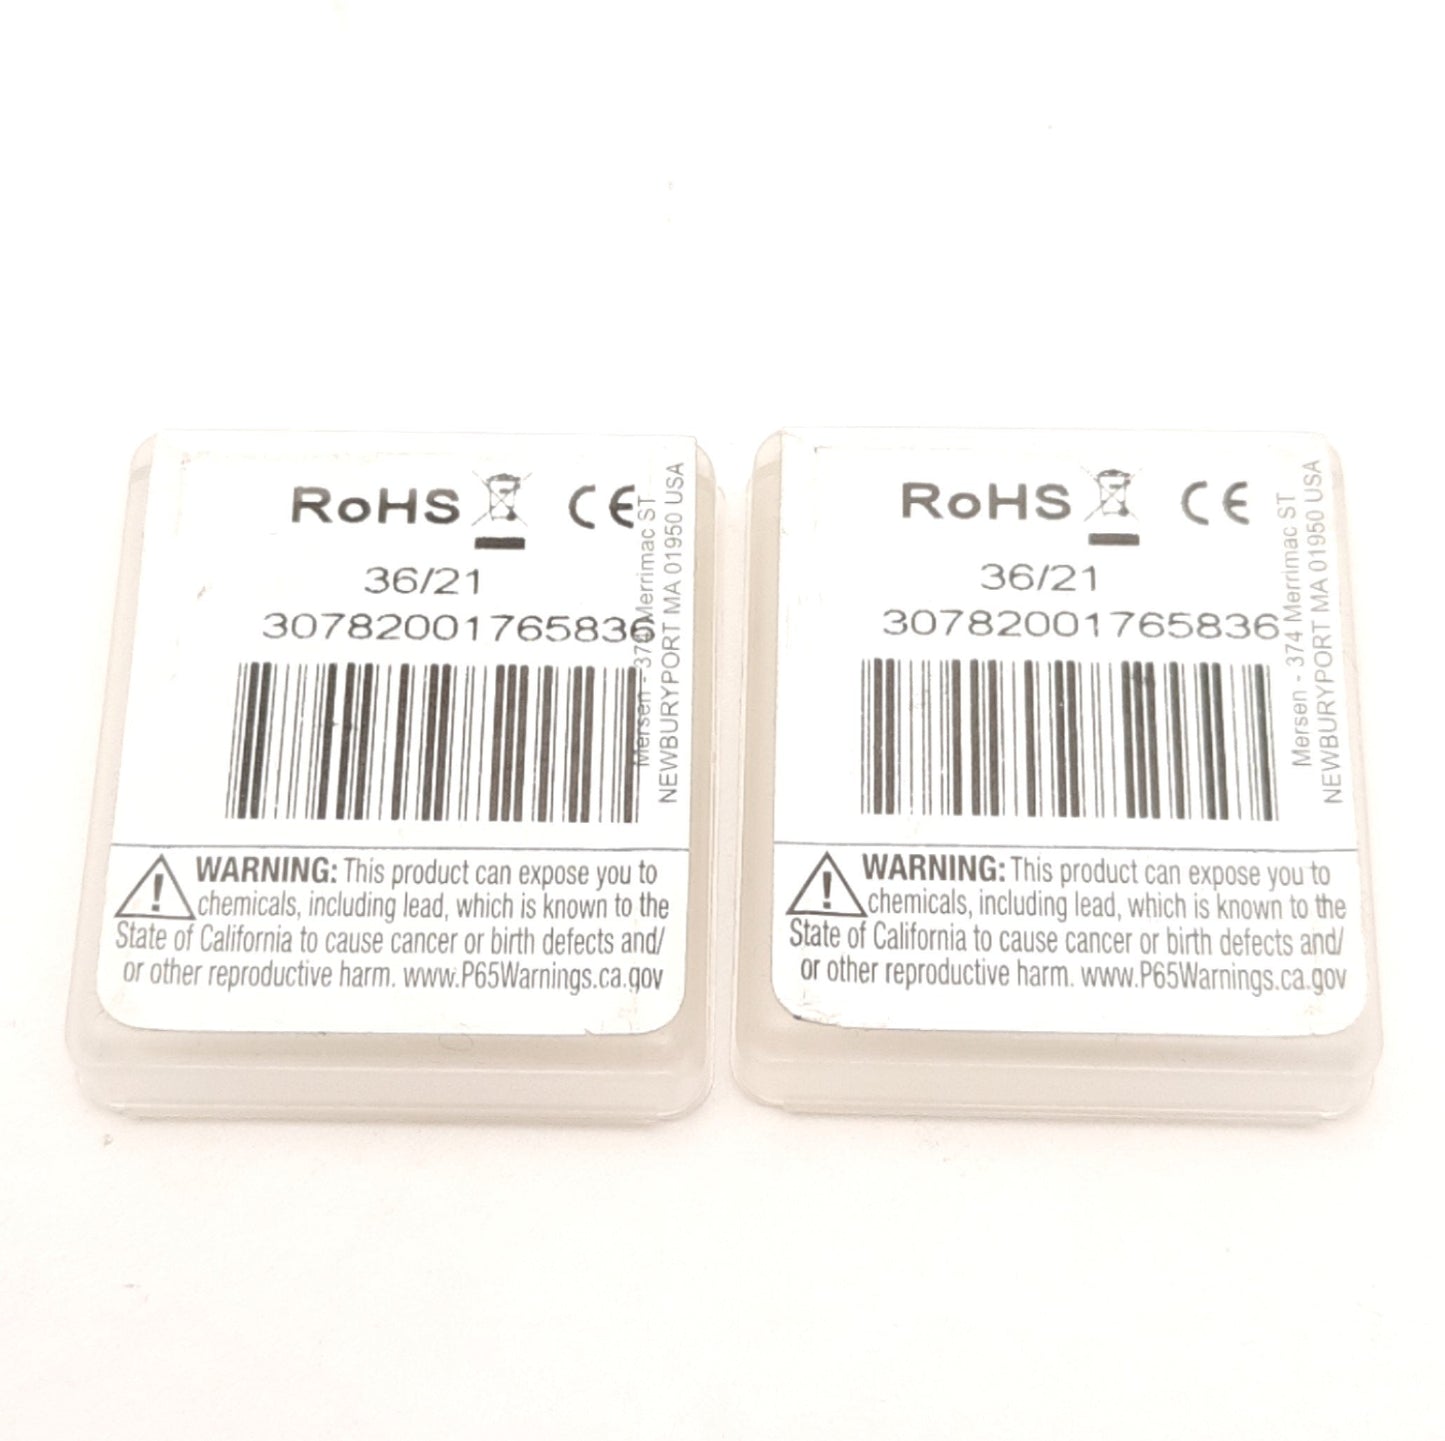 RoHS CE
36/21
30782001765836
Mersen - 374 Merrimac ST
NEWBURYPORT MA 01950 USA
WARNING: This product can expose you to
chemicals, including lead, which is known to the
State of California to cause cancer or birth defects and/
or other reproductive harm. www.P65Warnings.ca.gov
RoHS CE
36/21
30782001765836
Mersen - 374 Merrimac ST
NEWBURYPORT MA 01950 USA
WARNING: This product can expose you to
chemicals, including lead, which is known to the
State of California to cause cancer or birth defects and/
or other reproductive harm. www.P65Warnings.ca.gov